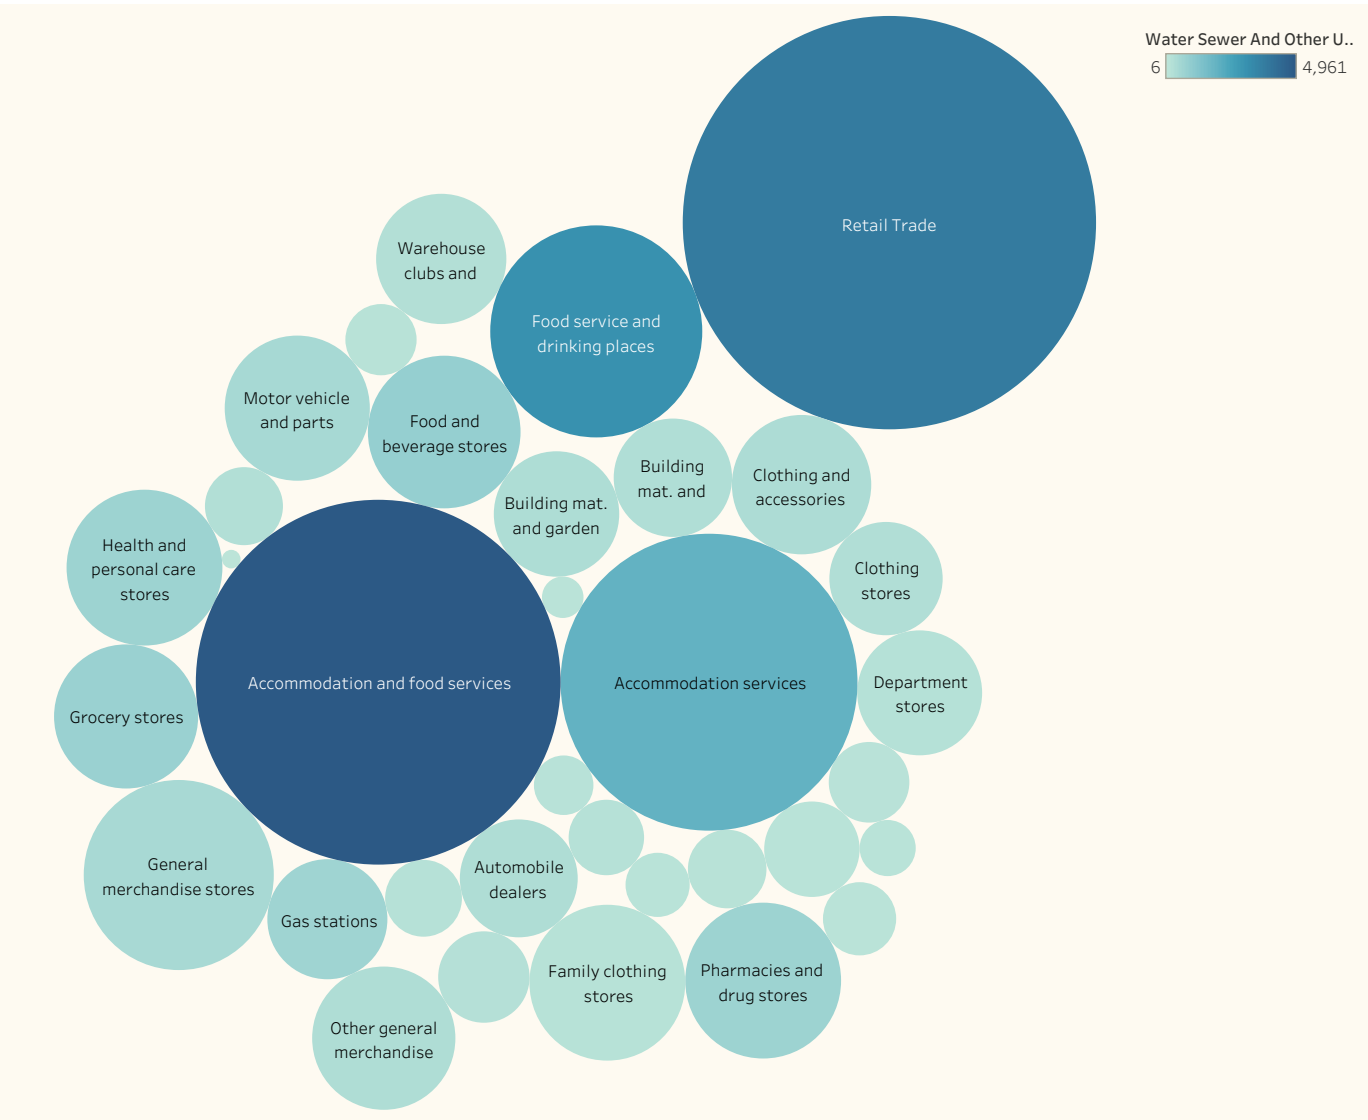 Water Sewer And Other U..
6
4,961
Retail Trade
Warehouse
clubs and
Food service and
drinking places
Motor vehicle
and parts
Food and
beverage stores
Building
mat. and
Clothing and
accessories
Building mat.
and garden
Health and
personal care
stores
Clothing
stores
Accommodation and food services
Accommodation services
Department
stores
Grocery stores
General
merchandise stores
Automobile
dealers
Gas stations
Family clothing
stores
Pharmacies and
drug stores
Other general
merchandise